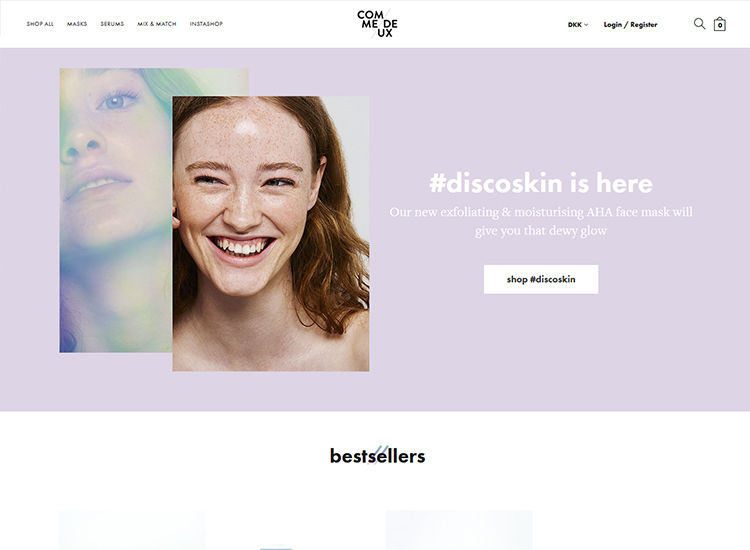 SHOP ALL MASKS SERUMS MIX & MATCH INSTASHOP
COM
ME DE
UX
DKK Login / Register 0
#discoskin is here
Our new exfoliating & moisturising AHA face mask will
give you that dewy glow
shop #discoskin
bestsellers